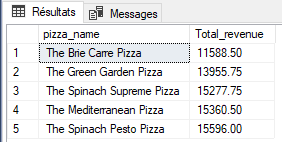 Résultats Messages
pizza_name Total_revenue
1 The Brie Carre Pizza 11588.50
2 The Green Garden Pizza 13955.75
3 The Spinach Supreme Pizza 15277.75
4 The Mediterranean Pizza 15360.50
5 The Spinach Pesto Pizza 15596.00